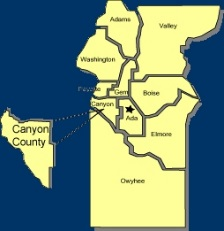 Adams
Valley
Washington
Payette
Gem
Boise
Canyon
Ada
Canyon
County
Elmore
Owyhee